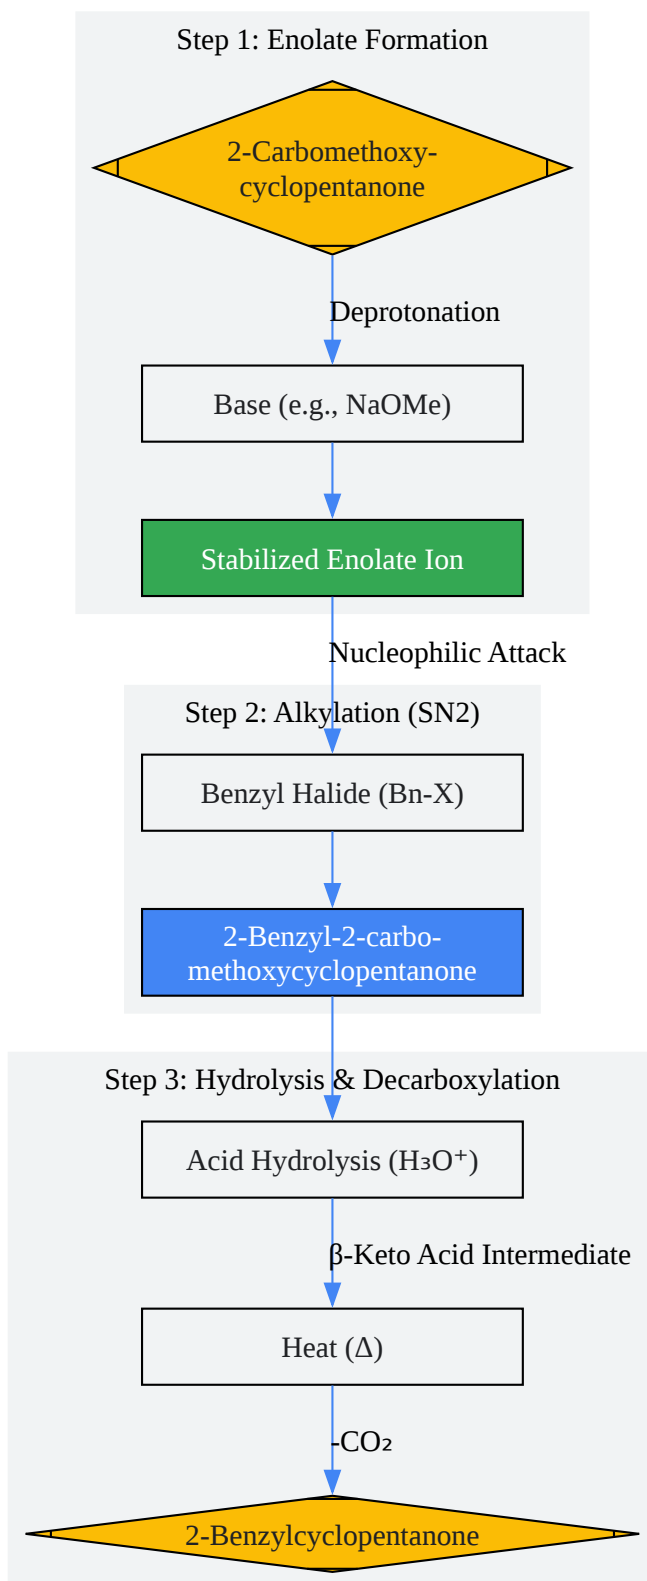 Step 1: Enolate Formation
2-Carbomethoxy-
cyclopentanone
Deprotonation
Base (e.g., NaOMe)
Stabilized Enolate Ion
Nucleophilic Attack
Step 2: Alkylation (SN2)
Benzyl Halide (Bn-X)
2-Benzyl-2-carbo-
methoxycyclopentanone
Step 3: Hydrolysis & Decarboxylation
Acid Hydrolysis (H₃O⁺)
β-Keto Acid Intermediate
Heat (Δ)
-CO₂
2-Benzylcyclopentanone